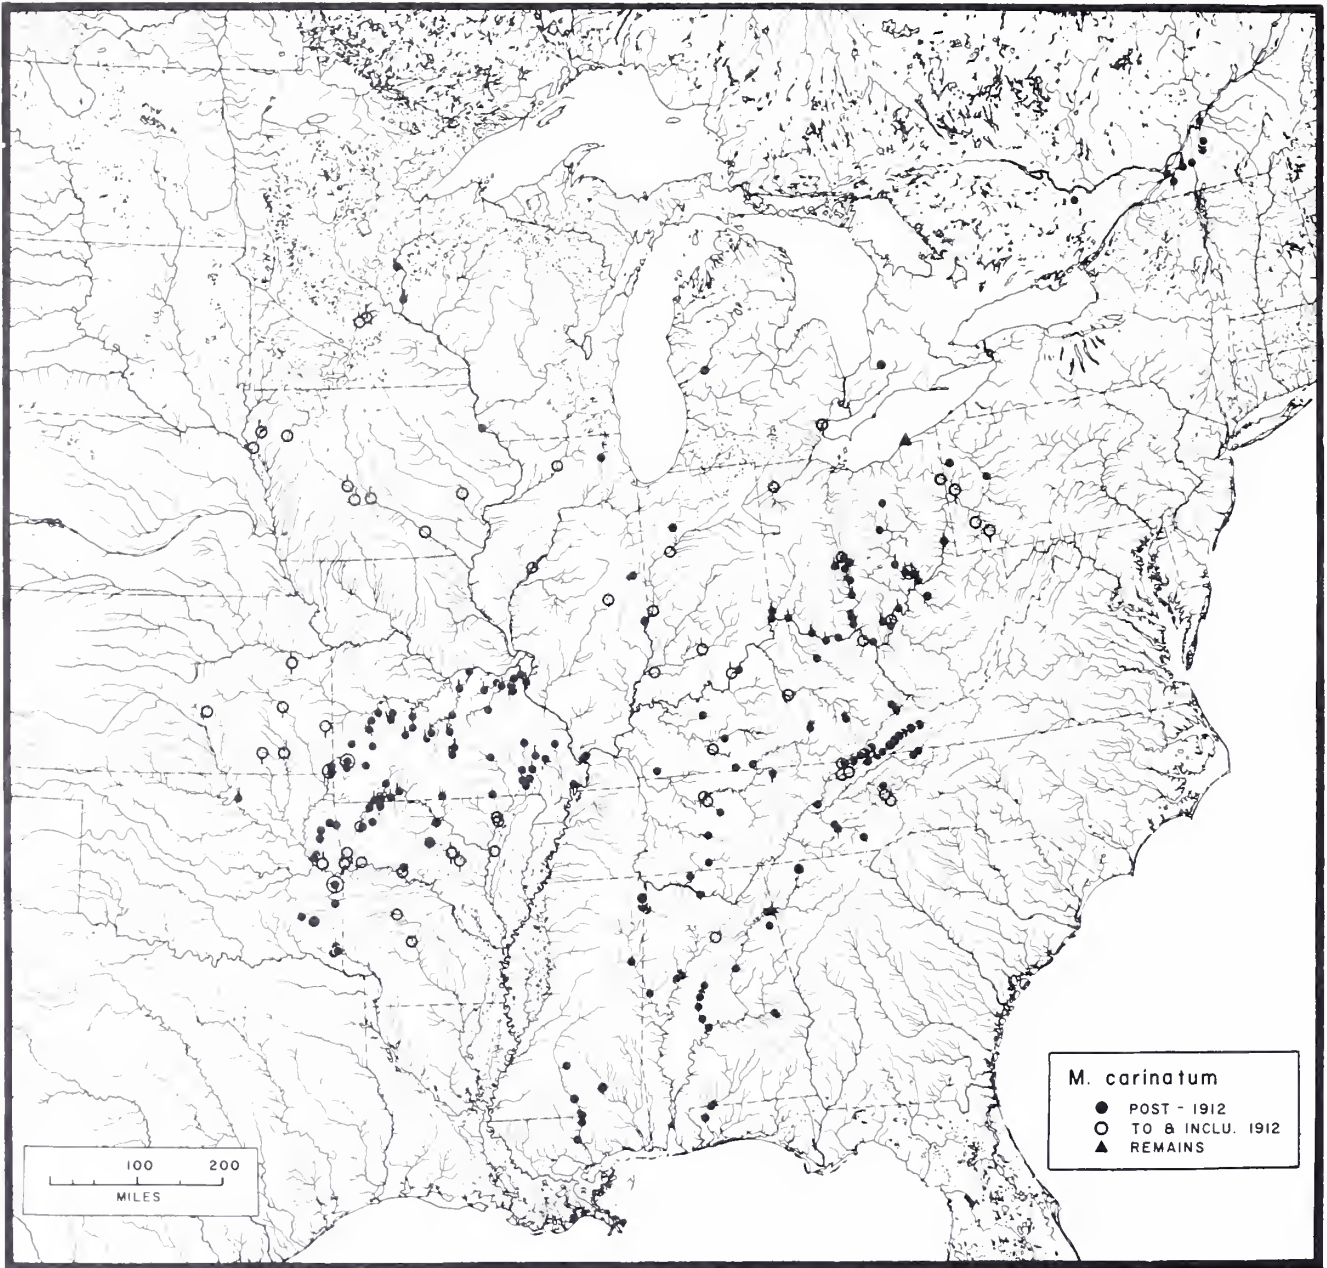 M. carinatum
● POST - 1912
○ TO & INCLU. 1912
▲ REMAINS
100 200
MILES